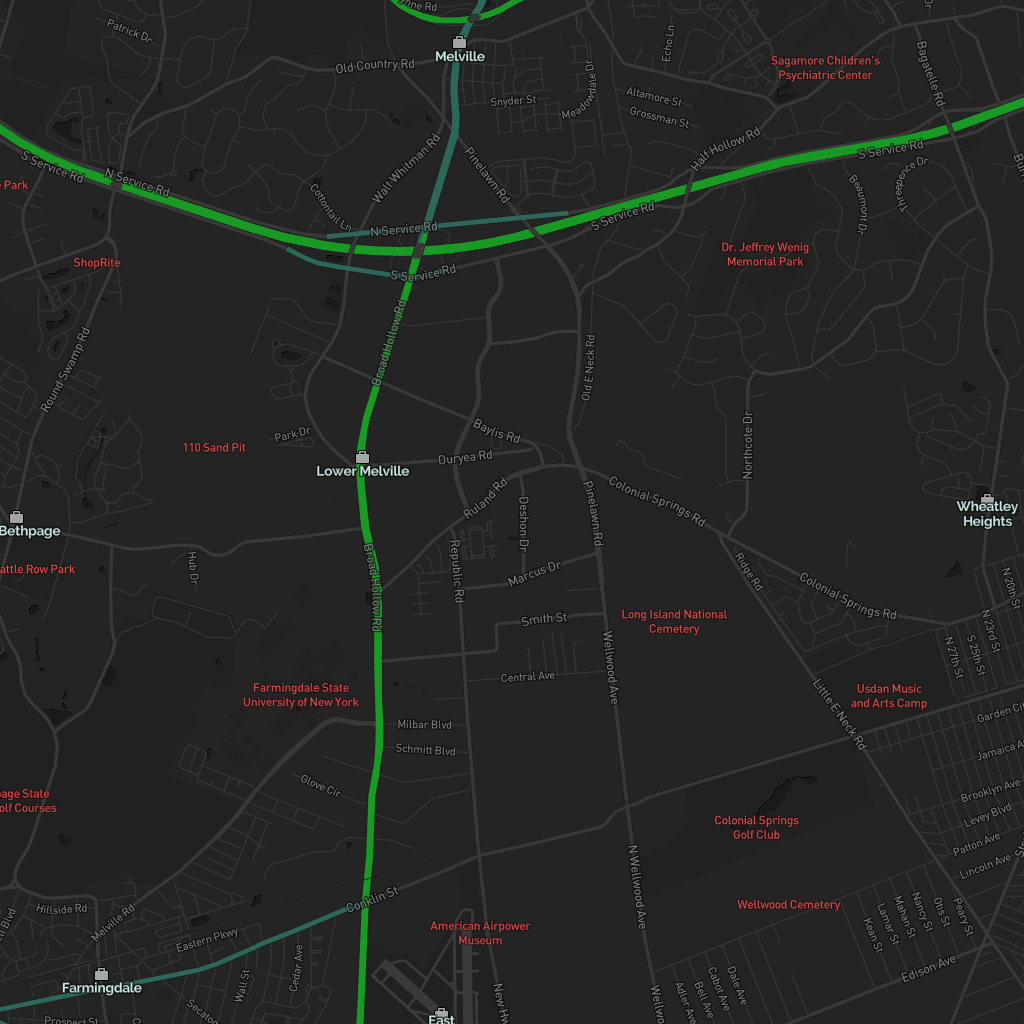 Patrick Dr
Melville
Old Country Rd
Echo Ln
Bagatelle Rd
Sagamore Children's
Psychiatric Center
Snyder St
Meadowdale Dr
Altamore St
Grossman St
Half Hollow Rd
Walt Whitman Rd
Pinelawn Rd
S Service Rd
N Service Rd
S Service Rd
Threepence Dr
Beaumont Dr
Cottontail Ln
N Service Rd
S Service Rd
Park
ShopRite
S Service Rd
Dr. Jeffrey Wenig
Memorial Park
Broad Hollow Rd
Round Swamp Rd
Old E Neck Rd
110 Sand Pit
Park Dr
Baylis Rd
Duryea Rd
Northcote Dr
Lower Melville
Ruland Rd
Colonial Springs Rd
Pinelawn Rd
Deshon Dr
Wheatley
Heights
Bethpage
Broad Hollow Rd
Republic Rd
Hub Dr
Marcus Dr
Ridge Rd
Colonial Springs Rd
N 20th St
N 23rd St
S 25th St
N 27th St
Smith St
Long Island National
Cemetery
Wellwood Ave
Central Ave
Farmingdale State
University of New York
Usdan Music
and Arts Camp
Little E Neck Rd
Milbar Blvd
Schmitt Blvd
Glove Cir
Garden City
Jamaica A
Brooklyn Ave
Levey Blvd
Patton Ave
Lincoln Ave
Colonial Springs
Golf Club
N Wellwood Ave
Conklin St
Wellwood Cemetery
Hillside Rd
Melville Rd
Eastern Pkwy
American Airpower
Museum
Kean St
Lamar St
Mahan St
Nancy St
Otis St
Peary St
Edison Ave
Farmingdale
Wall St
Cedar Ave
Adler Ave
Bell Ave
Cabot Ave
Dale Ave
Prospect St
East